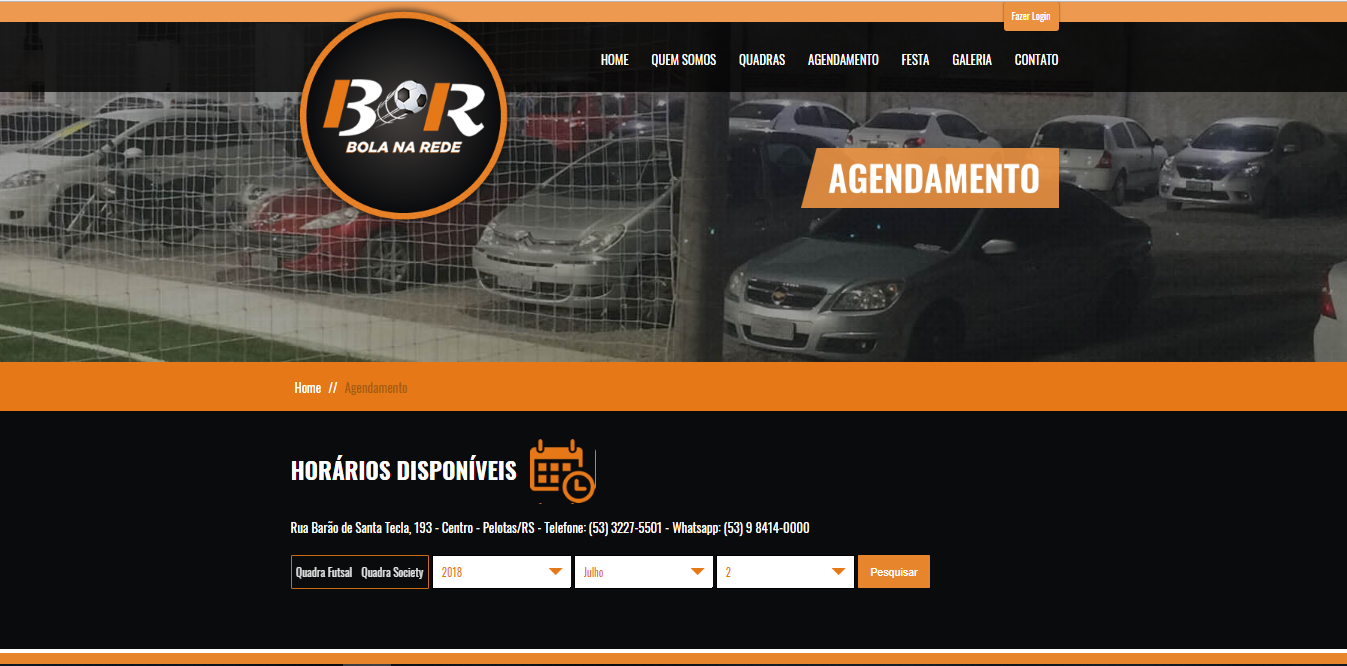 Fazer Login
HOME QUEM SOMOS QUADRAS AGENDAMENTO FESTA GALERIA CONTATO
BOR
BOLA NA REDE
AGENDAMENTO
Home // Agendamento
HORÁRIOS DISPONÍVEIS
Rua Barão de Santa Tecla, 193 - Centro - Pelotas/RS - Telefone: (53) 3227-5501 - Whatsapp: (53) 9 8414-0000
Quadra Futsal Quadra Society 2018 Julho 2 Pesquisar